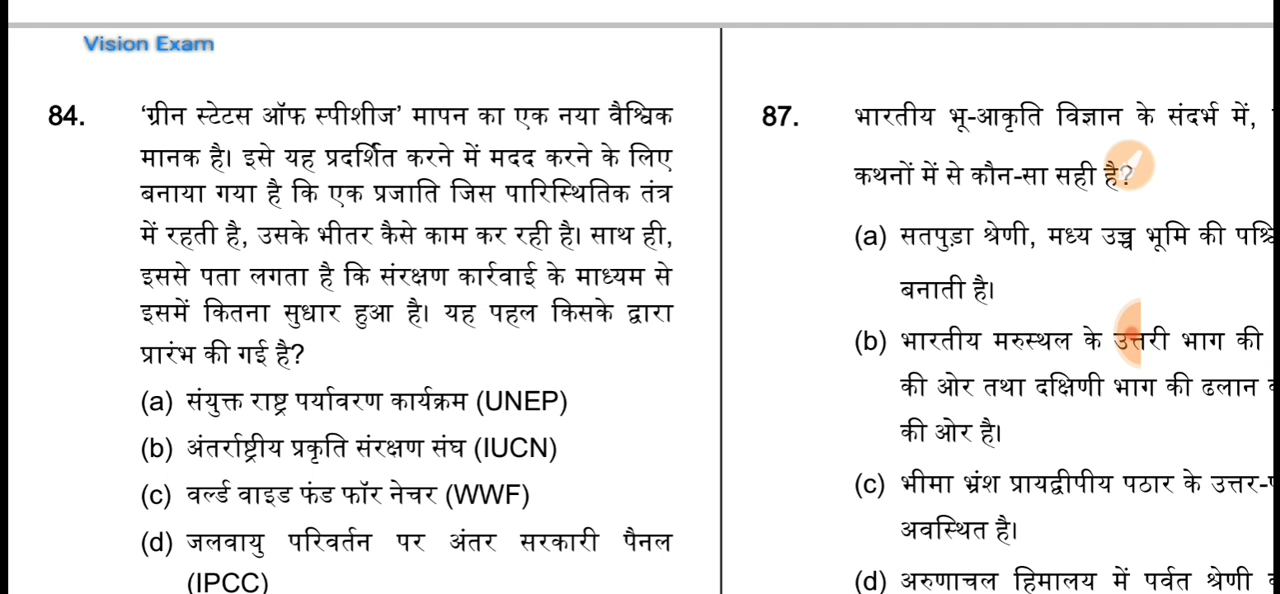 Vision Exam
84. ‘ग्रीन स्टेटस ऑफ स्पीशीज’ मापन का एक नया वैश्विक
मानक है। इसे यह प्रदर्शित करने में मदद करने के लिए
बनाया गया है कि एक प्रजाति जिस पारिस्थितिक तंत्र
में रहती है, उसके भीतर कैसे काम कर रही है। साथ ही,
इससे पता लगता है कि संरक्षण कार्रवाई के माध्यम से
इसमें कितना सुधार हुआ है। यह पहल किसके द्वारा
प्रारंभ की गई है?
(a) संयुक्त राष्ट्र पर्यावरण कार्यक्रम (UNEP)
(b) अंतर्राष्ट्रीय प्रकृति संरक्षण संघ (IUCN)
(c) वर्ल्ड वाइड फंड फॉर नेचर (WWF)
(d) जलवायु परिवर्तन पर अंतर सरकारी पैनल
(IPCC)
87. भारतीय भू-आकृति विज्ञान के संदर्भ में,
कथनों में से कौन-सा सही है?
(a) सतपुड़ा श्रेणी, मध्य उच्च भूमि की
बनाती है।
(b) भारतीय मरुस्थल के उत्तरी भाग की
की ओर तथा दक्षिणी भाग की ढलान
की ओर है।
(c) भीमा भ्रंश प्रायद्वीपीय पठार के उत्तर-
अवस्थित है।
(d) अरुणाचल हिमालय में पर्वत श्रेणी